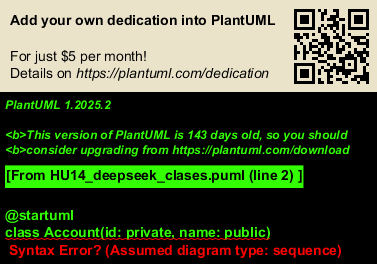 Add your own dedication into PlantUML
For just $5 per month!
Details on https://plantuml.com/dedication
PlantUML 1.2025.2
<b>This version of PlantUML is 143 days old, so you should
<b>consider upgrading from https://plantuml.com/download
[From HU14_deepseek_clases.puml (line 2) ]
@startuml
class Account(id: private, name: public)
Syntax Error? (Assumed diagram type: sequence)